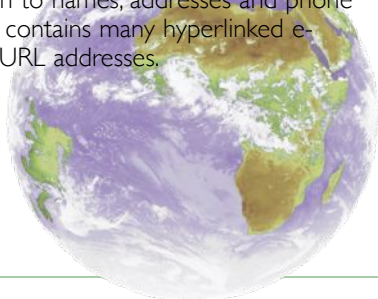 n to names, addresses and phone
contains many hyperlinked e-
URL addresses.